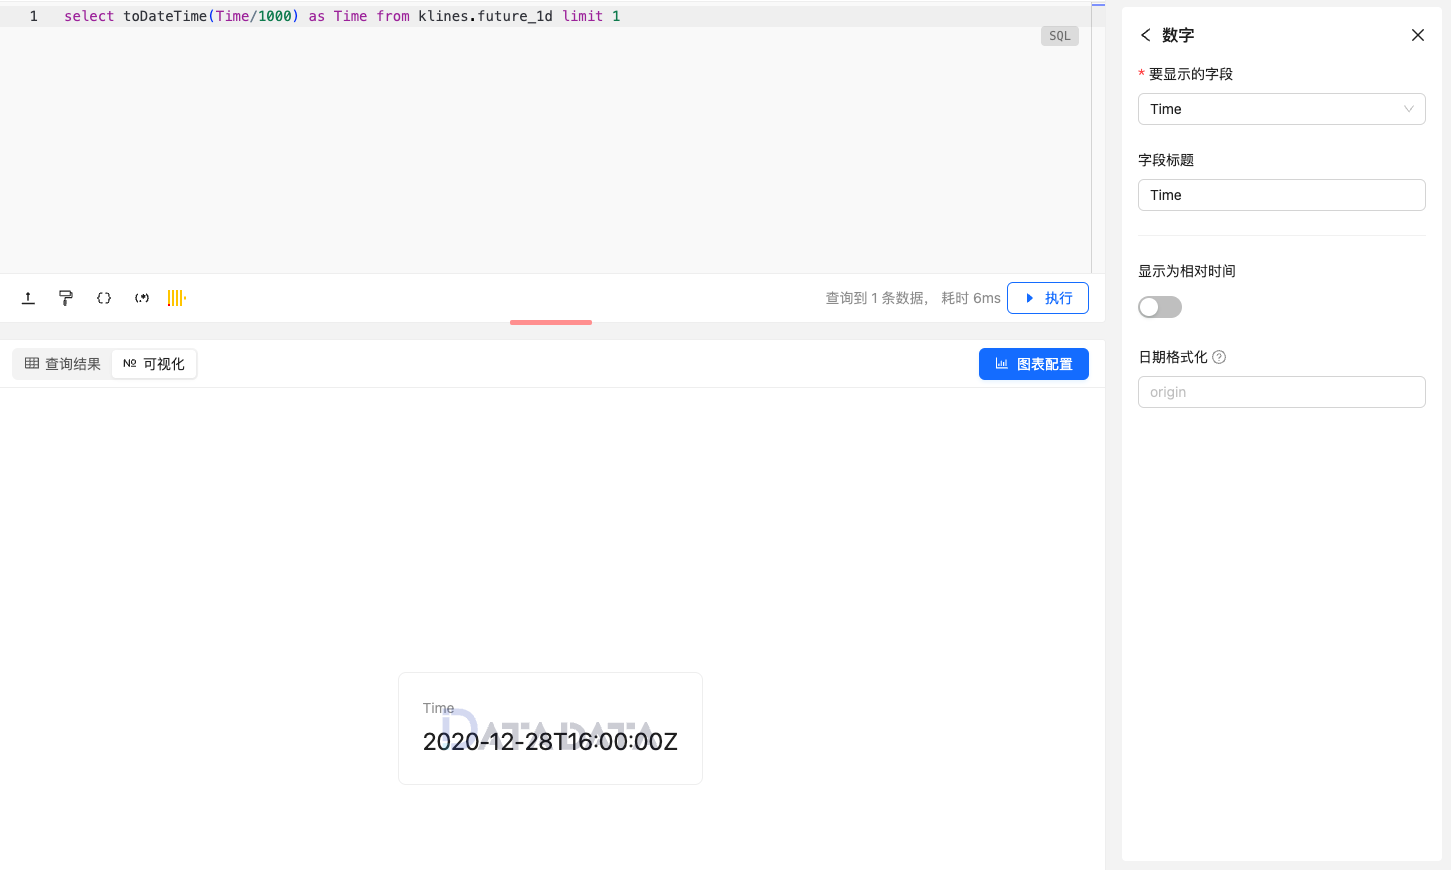 1 select toDateTime(Time/1000) as Time from klines.future_1d limit 1
SQL
查询到 1 条数据， 耗时 6ms
执行
查询结果
№ 可视化
图表配置
Time
DATADATA
2020-12-28T16:00:00Z
数字
* 要显示的字段
Time
字段标题
Time
显示为相对时间
日期格式化
origin